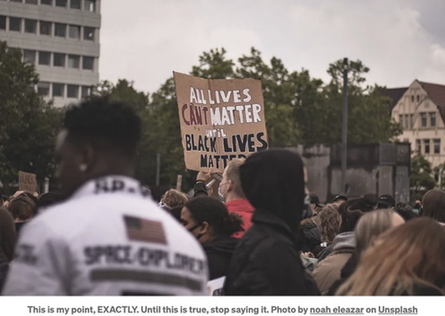 ALL LIVES
CAN'T MATTER
UNTIL
BLACK LIVES
MATTER
SPACE EXPLORER
This is my point, EXACTLY. Until this is true, stop saying it. Photo by noah eleazar on Unsplash